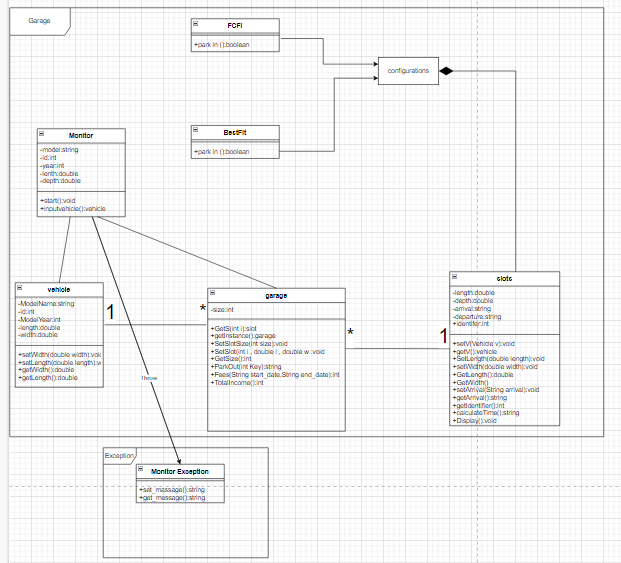 Garage
FCFI
+park in ():boolean
configurations
BestFit
+park in ():boolean
Monitor
-model:string
-id:int
-year:int
-lenth:double
-depth:double
+start():void
+inputvehicle():vehicle
vehicle
-ModelName:string
-id:int
-ModelYear:int
-length:double
-width:double
+setWidth(double width):voi
+setLength(double length):v
+getWidth():double
+getLength():double
1
*
garage
-size:int
+GetS(int i):slot
+getInstance():garage
+SetSlotSize(int size):void
+SetSlot(int i , double l , double w :void
+GetSize():int
+ParkOut(int Key):string
+Fees(String start_date,String end_date):int
+TotalIncome():int
*
1
slots
-length:double
-depth:double
-arrival:string
-departure:string
+identifer:int
+setV(Vehicle v):void
+getV():vehicle
+SetLength(double length):void
+setWidth(double width):void
+GetLength():double
+GetWidth()
+setArrival(String arrival):void
+getArrival():string
+getIdentifier():int
+calculateTime():string
+Display():void
Throw
Exception
Monitor Exception
+set_massage():string
+get_message():string